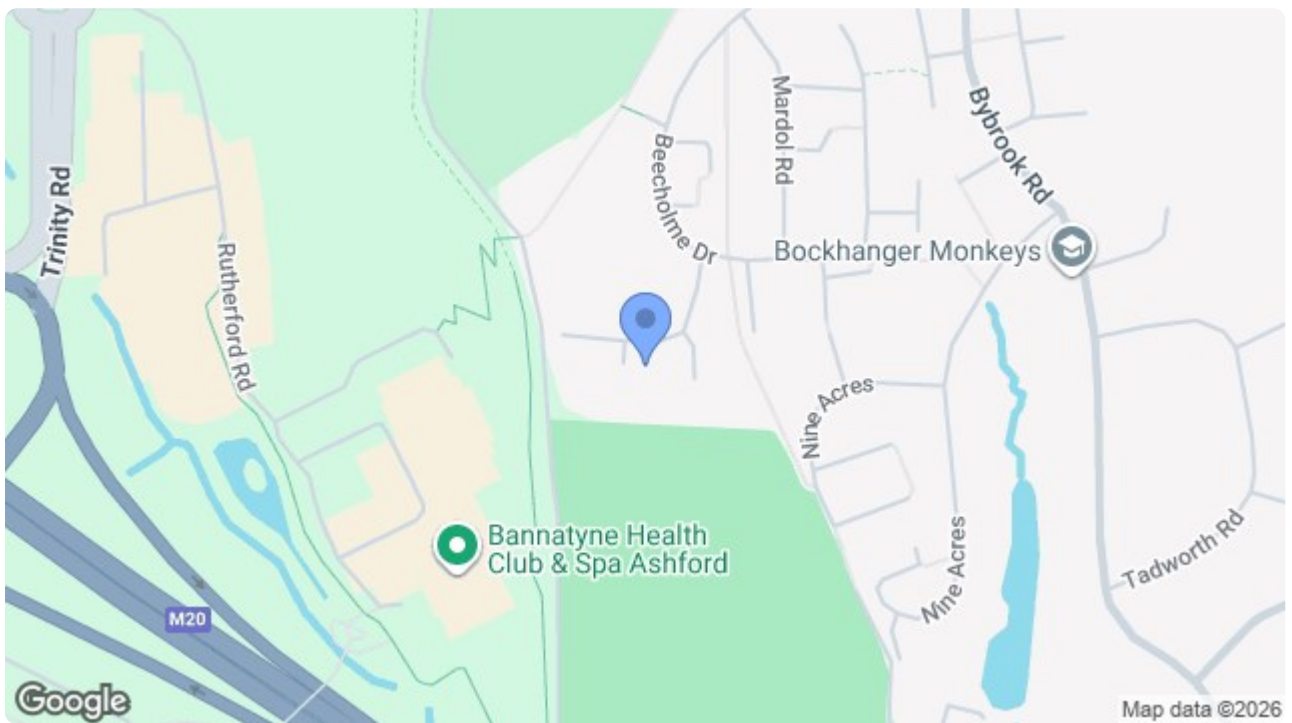 Trinity Rd
Rutherford Rd
Beecholme Dr
Mardol Rd
Bybrook Rd
Bockhanger Monkeys
Nine Acres
Nine Acres
Tadworth Rd
Bannatyne Health
Club & Spa Ashford
M20
Google
Map data ©2026